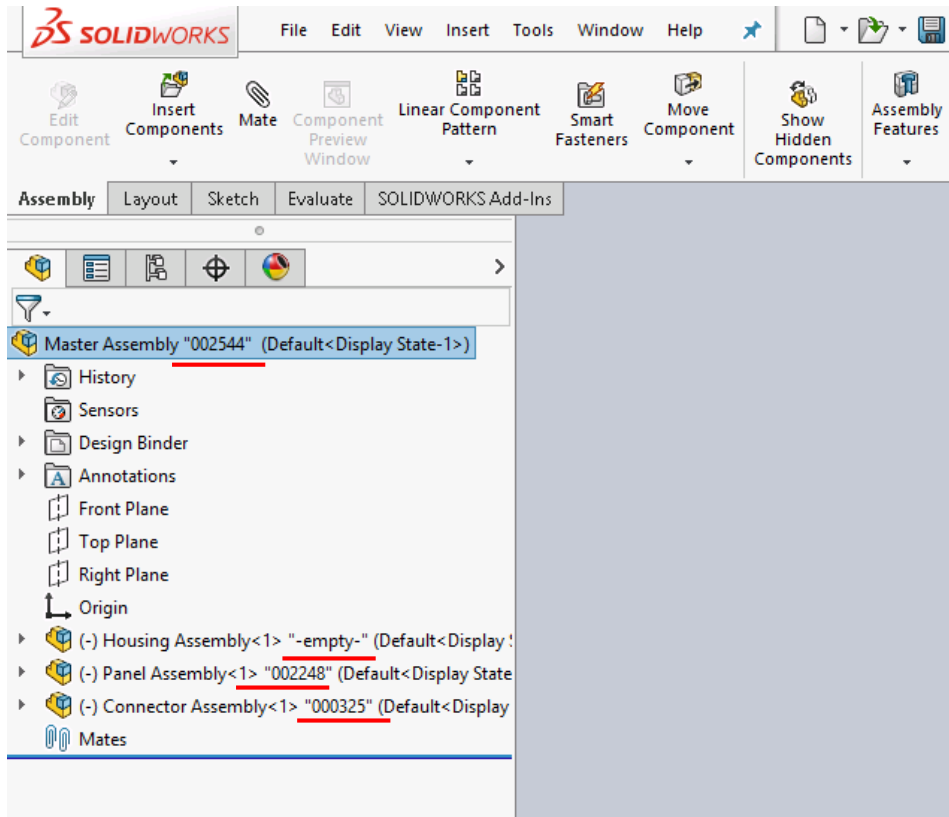 SOLIDWORKS File Edit View Insert Tools Window Help
Edit Component
Insert Components
Mate
Component Preview Window
Linear Component Pattern
Smart Fasteners
Move Component
Show Hidden Components
Assembly Features
Assembly Layout Sketch Evaluate SOLIDWORKS Add-Ins
Master Assembly "002544" (Default<Display State-1>)
History
Sensors
Design Binder
A Annotations
Front Plane
Top Plane
Right Plane
Origin
(-) Housing Assembly<1> "-empty-" (Default<Display
(-) Panel Assembly<1> "002248" (Default<Display State
(-) Connector Assembly<1> "000325" (Default<Display
Mates